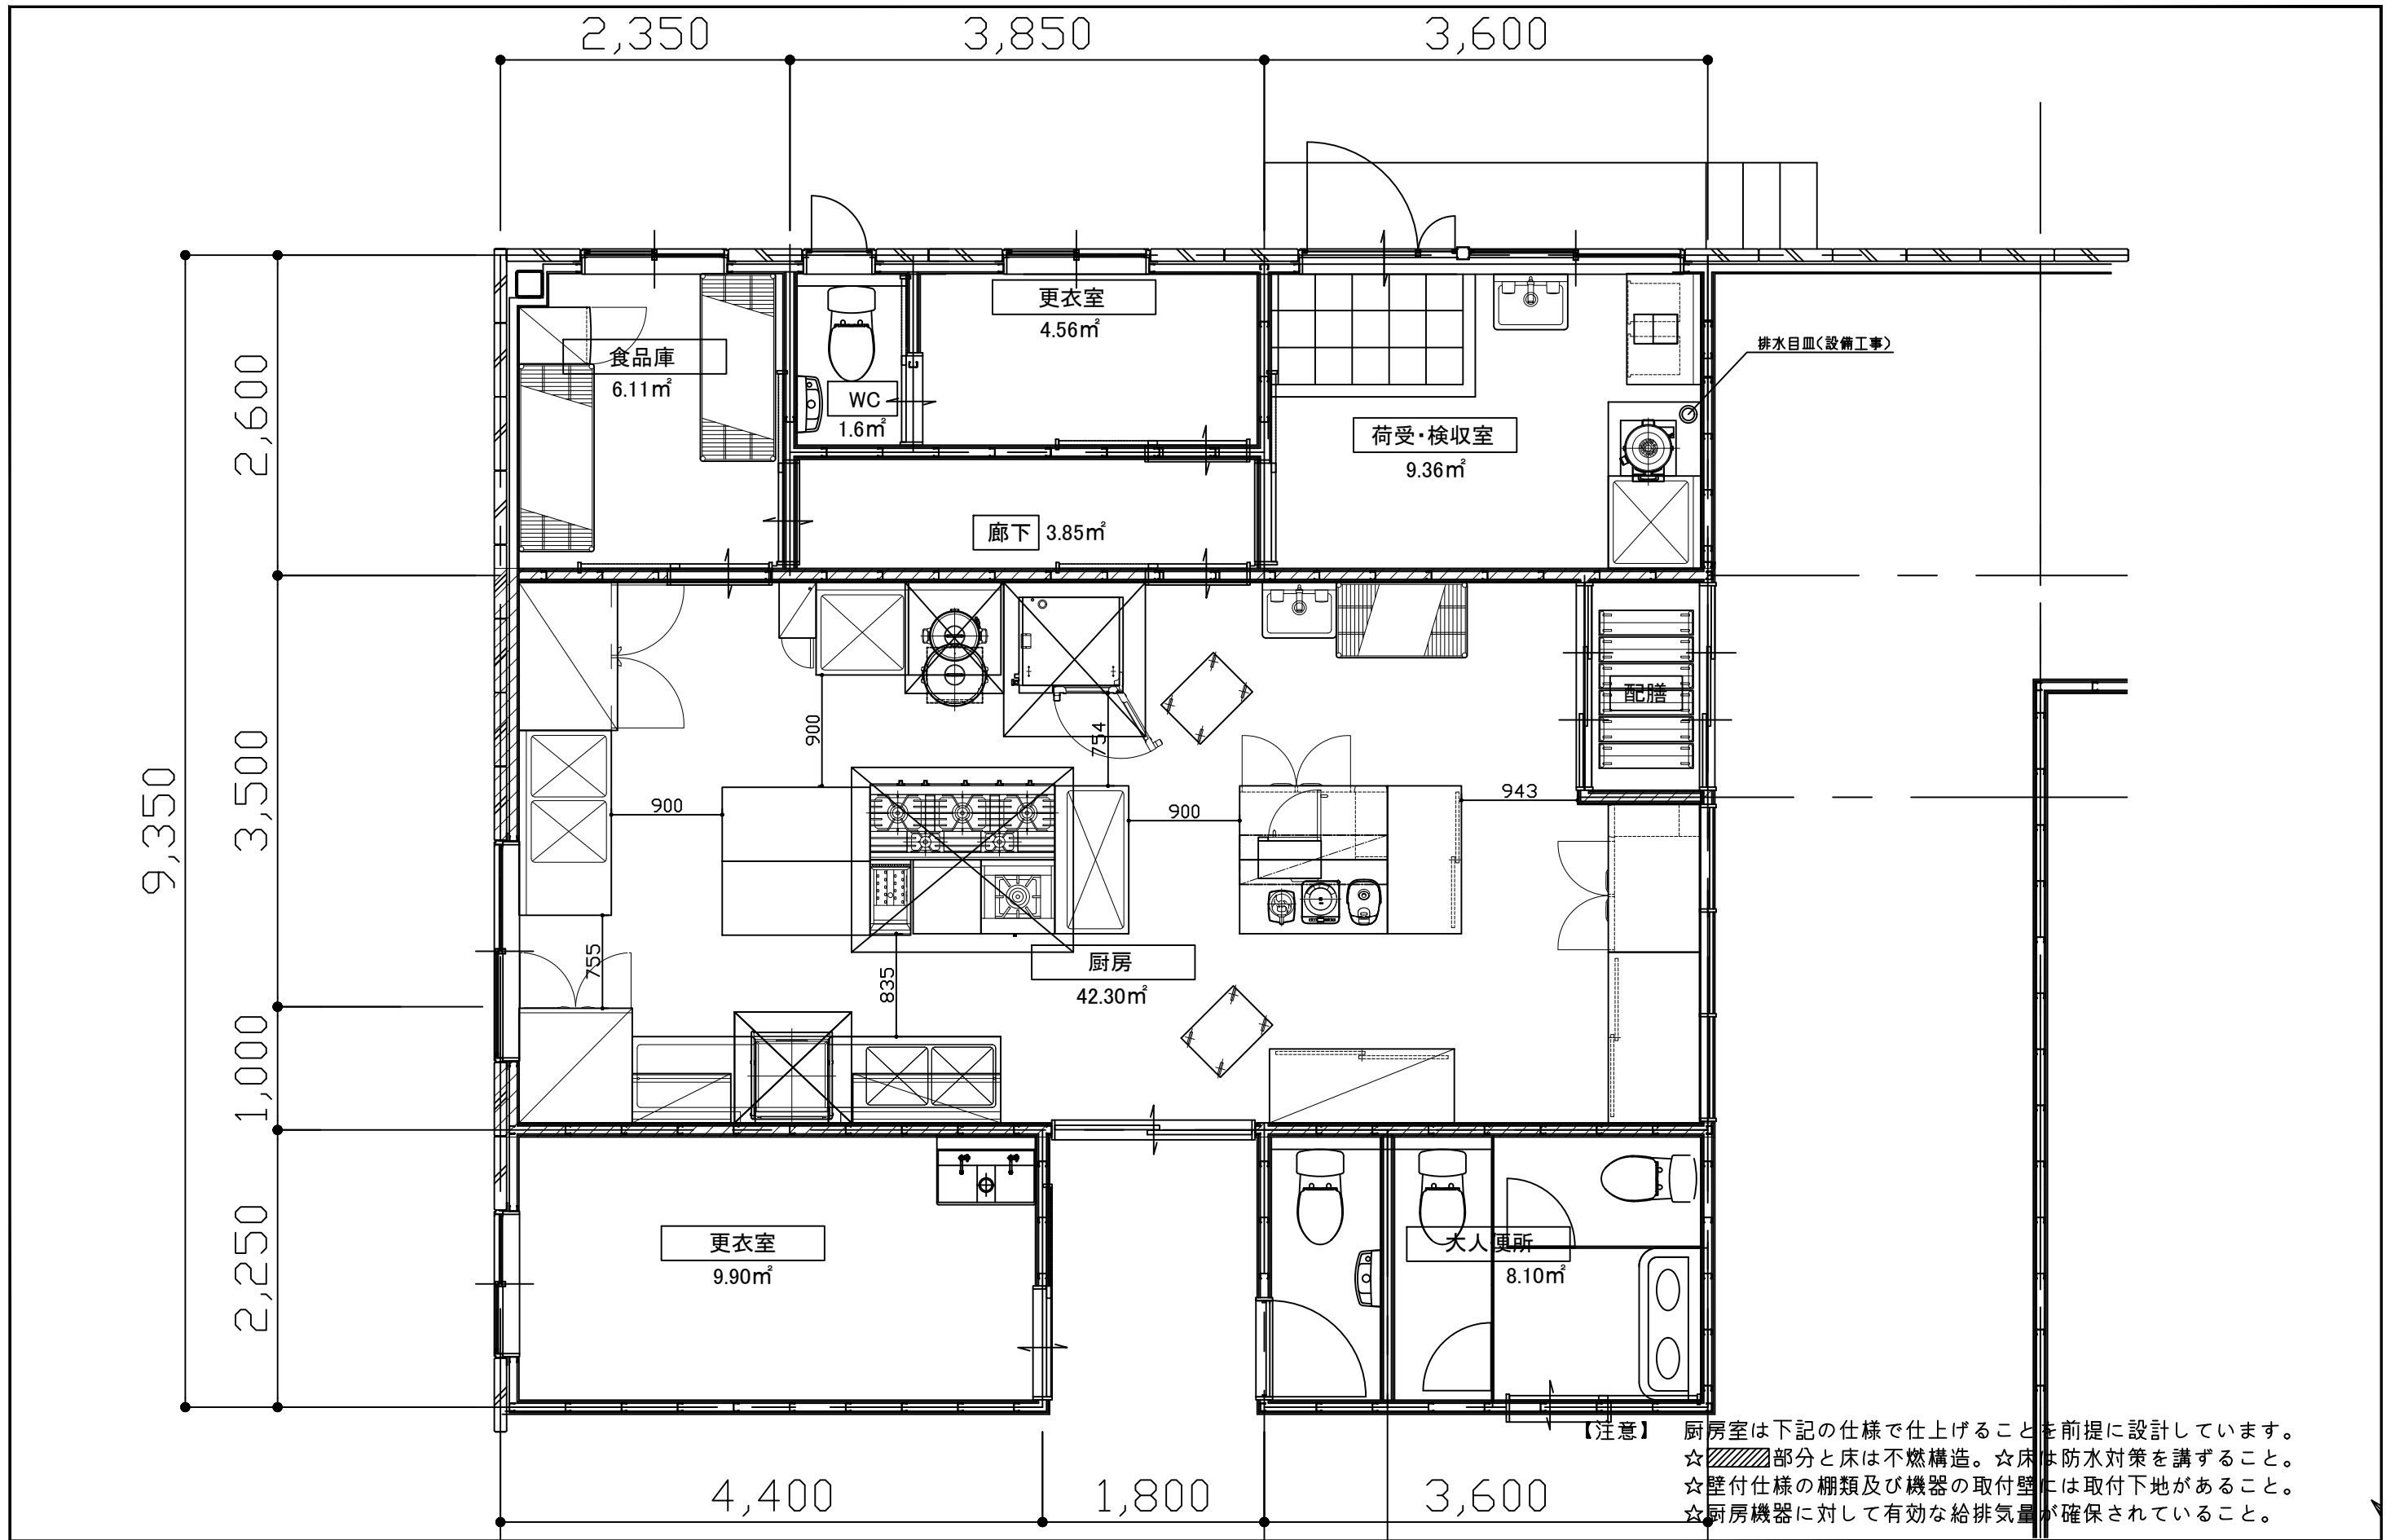 2,350
3,850
3,600
9,350
2,600
3,500
1,000
2,250
更衣室
4.56㎡
食品庫
6.11㎡
WC
1.6㎡
荷受・検収室
9.36㎡
排水目皿(設備工事)
廊下
3.85㎡
配膳
900
754
900
900
943
755
835
厨房
42.30㎡
更衣室
9.90㎡
大人便所
8.10㎡
4,400
1,800
3,600
【注意】 厨房室は下記の仕様で仕上げることを前提に設計しています。
☆ 部分と床は不燃構造。☆床は防水対策を講ずること。
☆壁付仕様の棚類及び機器の取付壁には取付下地があること。
☆厨房機器に対して有効な給排気量が確保されていること。